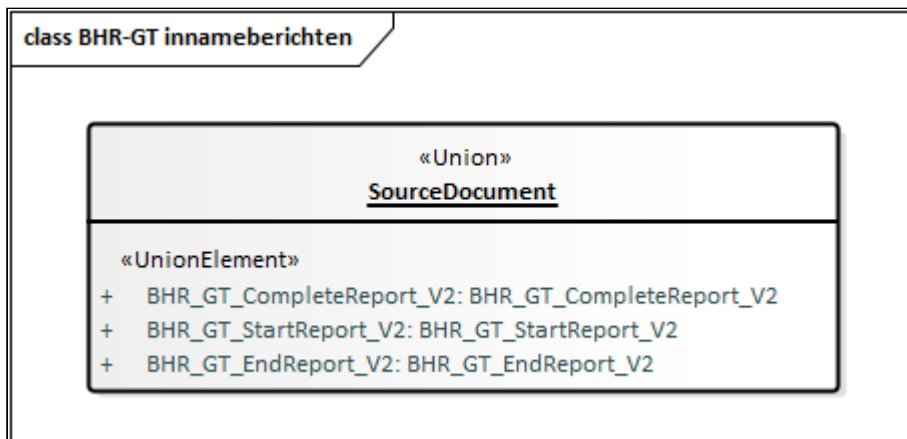 class BHR-GT innameberichten
«Union»
SourceDocument
«UnionElement»
+ BHR_GT_CompleteReport_V2: BHR_GT_CompleteReport_V2
+ BHR_GT_StartReport_V2: BHR_GT_StartReport_V2
+ BHR_GT_EndReport_V2: BHR_GT_EndReport_V2